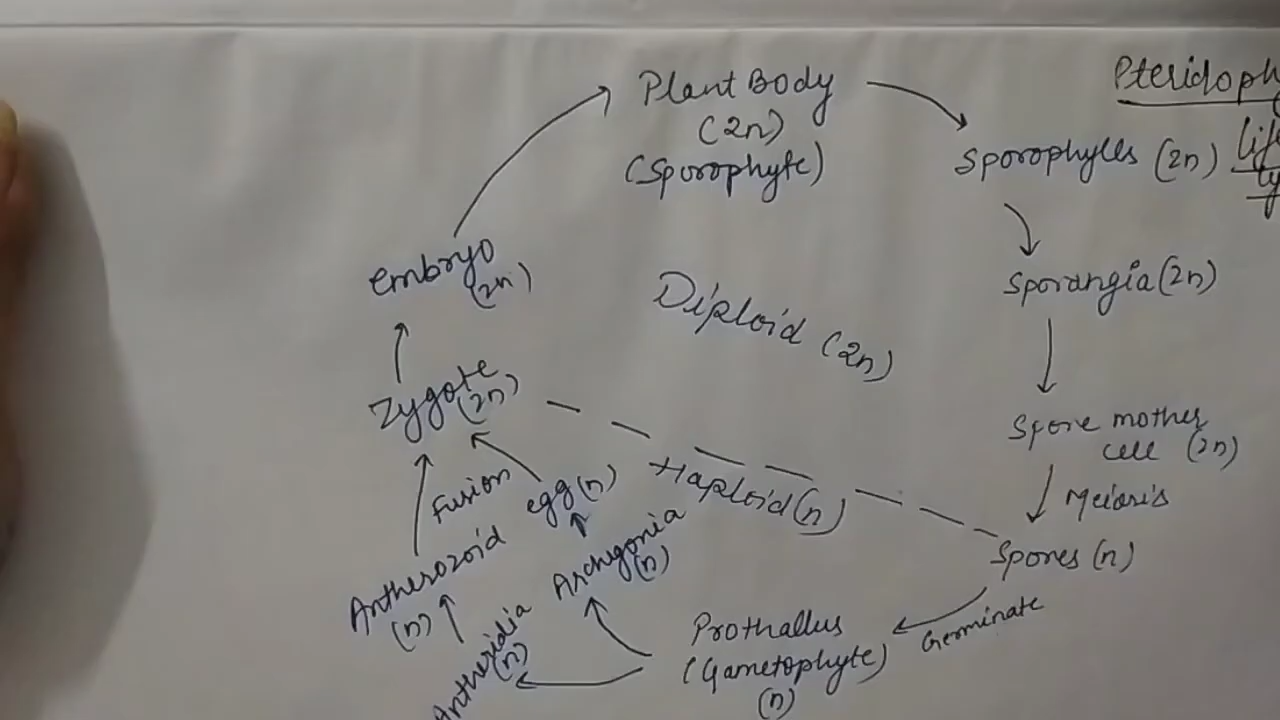 Plant Body
(2n)
(Sporophyte)
Sporophylls (2n)
Sporangia (2n)
Spore mother
cell (2n)
Meiosis
Spores (n)
Germinate
Prothallus
(Gametophyte)
(n)
Archegonia
(n)
egg (n)
Antheridia
(n)
Antherozoid
(n)
Fusion
Zygote
(2n)
embryo
(2n)
Diploid (2n)
Haploid (n)